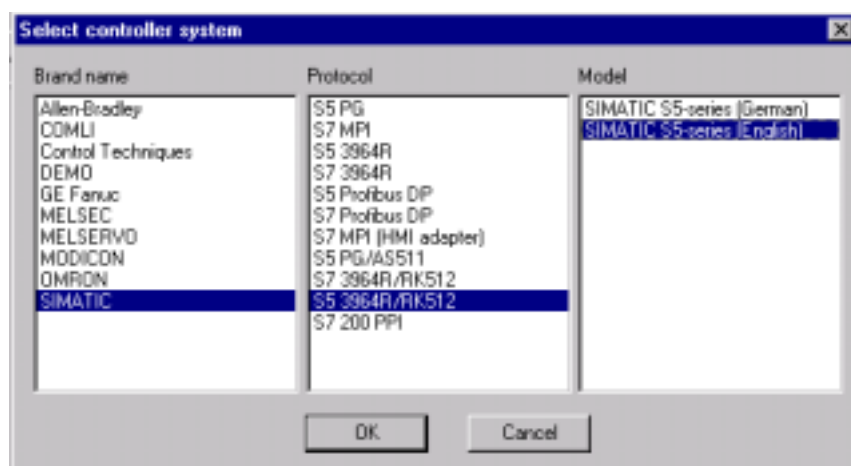 Select controller system
Brand name
Allen-Bradley
COMLI
Control Techniques
DEMO
GE Fanuc
MELSEC
MELSERVO
MODICON
OMRON
SIMATIC
Protocol
S5 PG
S7 MPI
S5 3964R
S7 3964R
S5 Profibus DP
S7 Profibus DP
S7 MPI (HMI adapter)
S5 PG/AS511
S7 3964R/RK512
S5 3964R/RK512
S7 200 PPI
Model
SIMATIC S5-series (German)
SIMATIC S5-series (English)
OK
Cancel